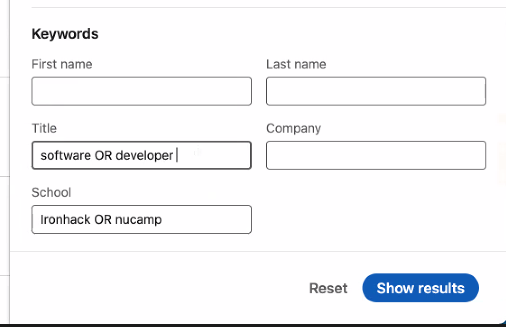 Keywords
First name Last name
Title Company
software OR developer
School
Ironhack OR nucamp
Reset Show results